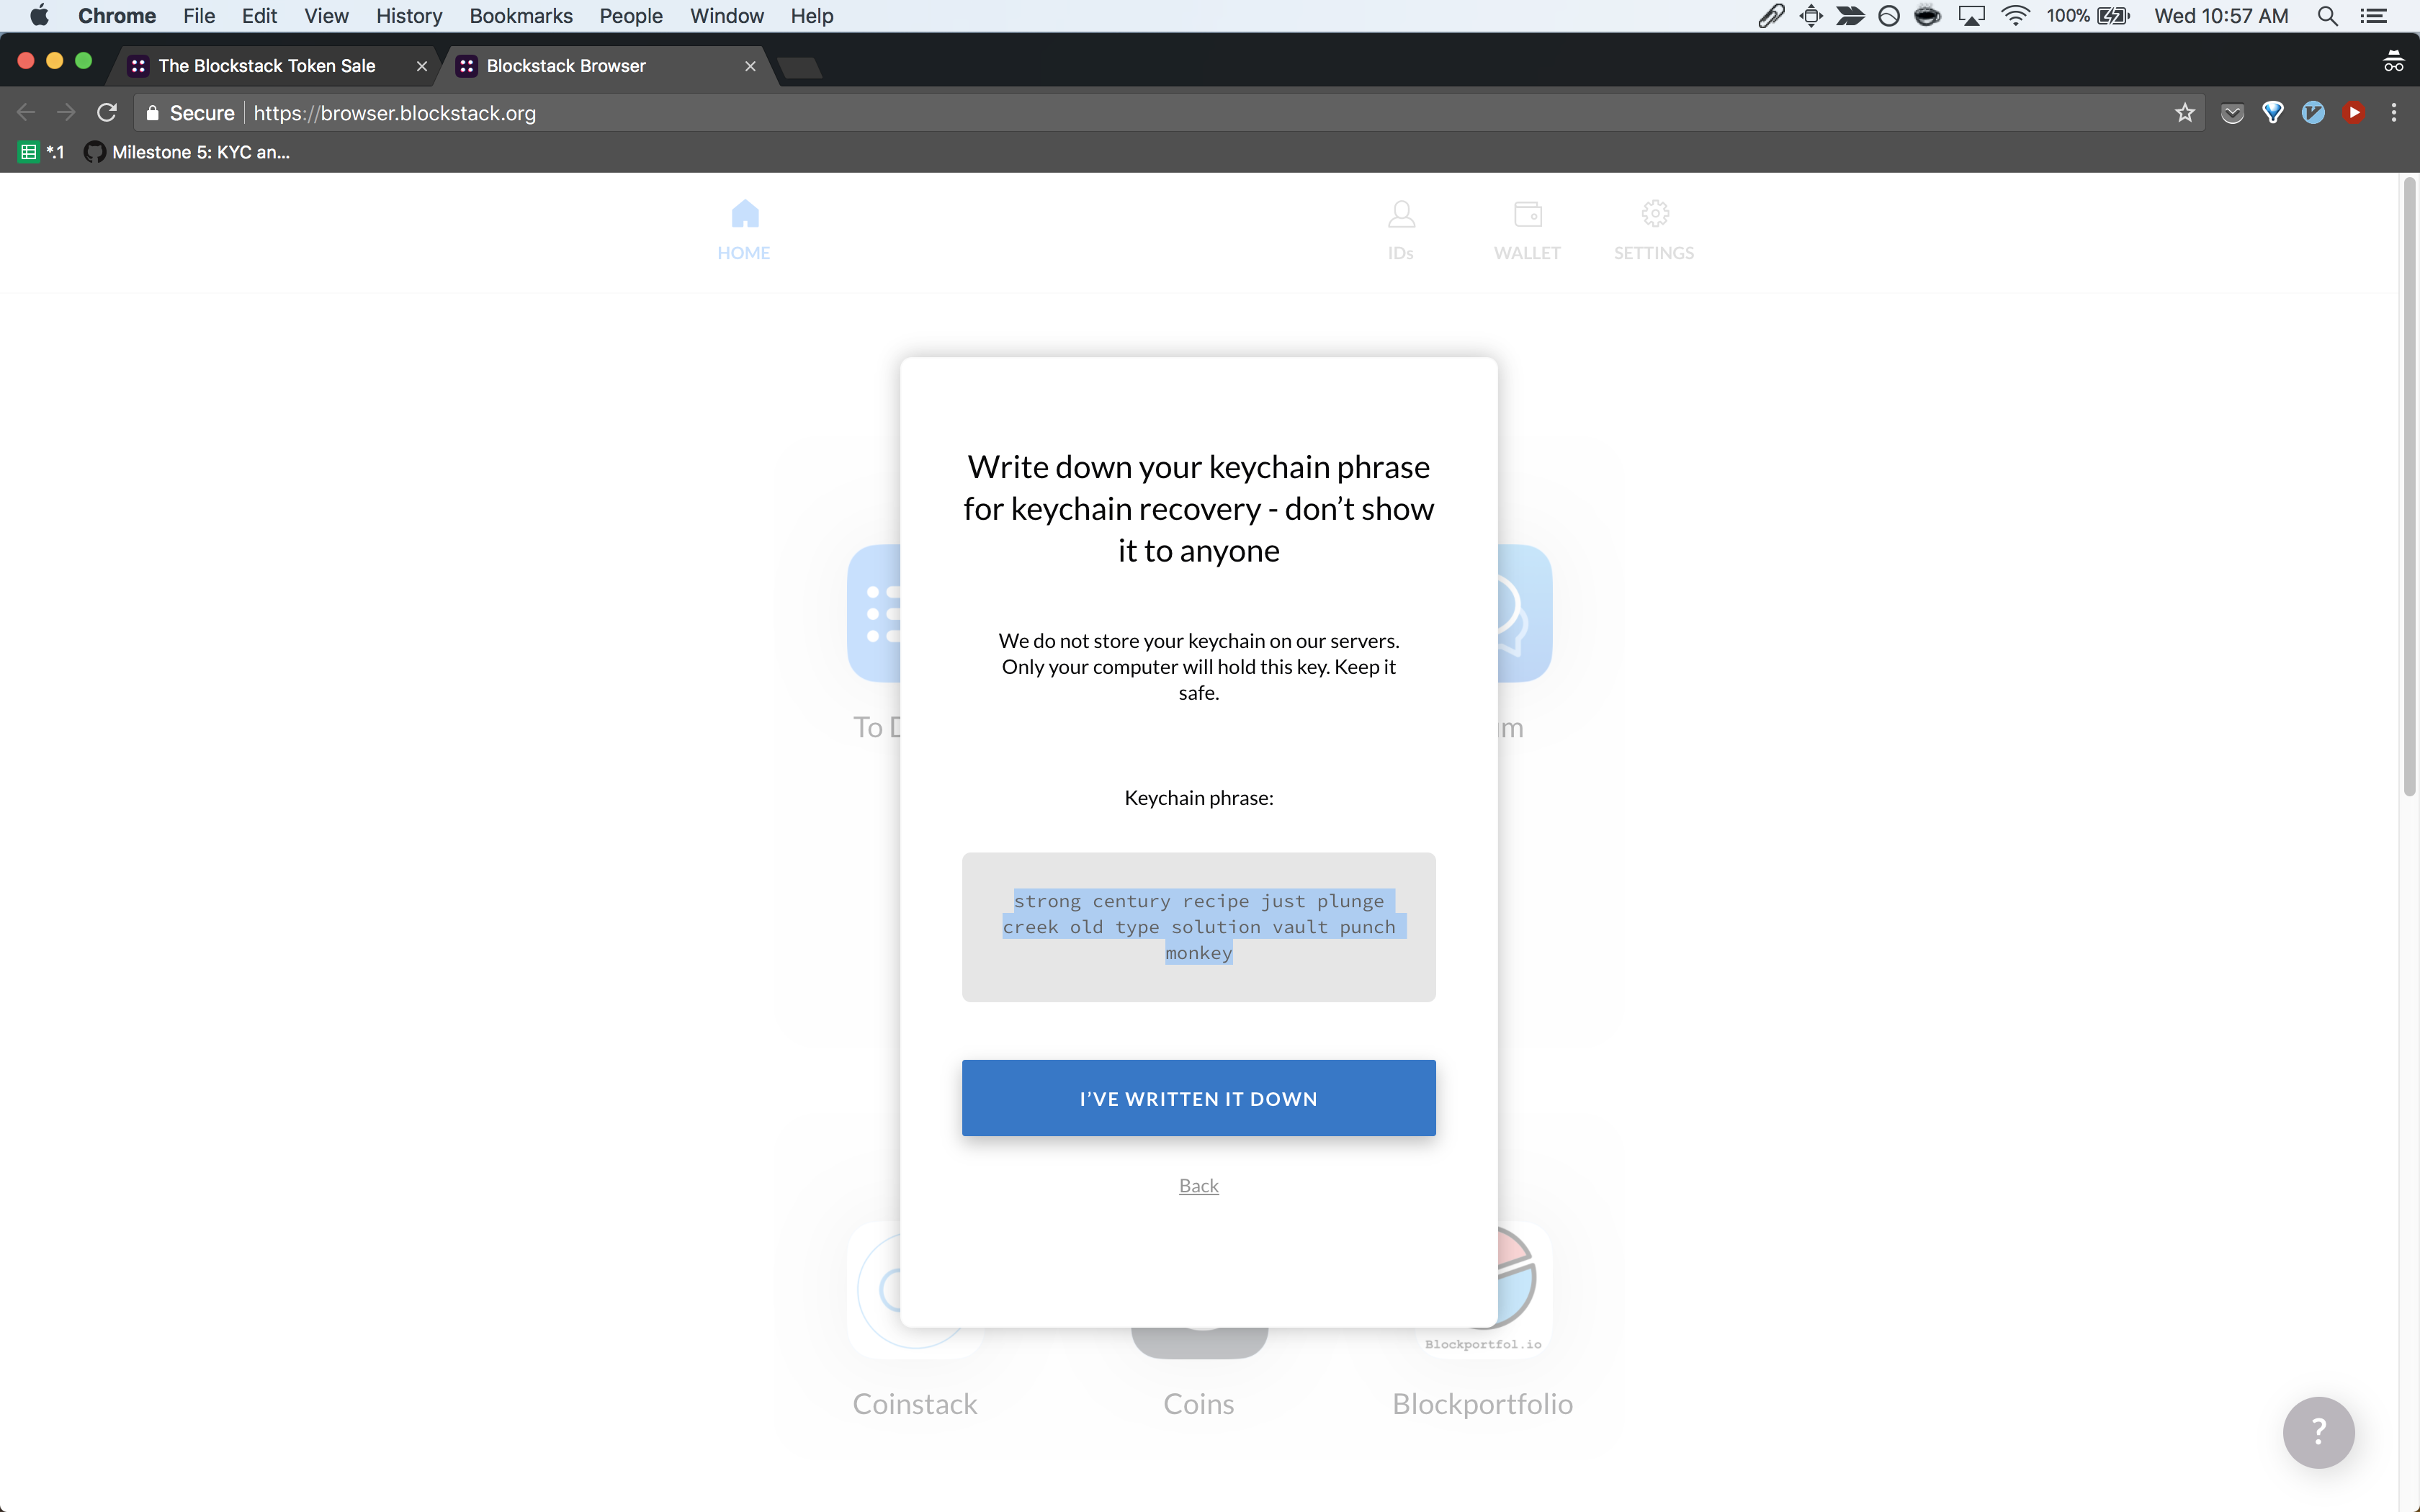 Chrome File Edit View History Bookmarks People Window Help
100% Wed 10:57 AM
The Blockstack Token Sale
Blockstack Browser
Secure https://browser.blockstack.org
*.1
Milestone 5: KYC an...
HOME
IDs
WALLET
SETTINGS
Write down your keychain phrase
for keychain recovery - don’t show
it to anyone
We do not store your keychain on our servers.
Only your computer will hold this key. Keep it
safe.
To
m
Keychain phrase:
strong century recipe just plunge
creek old type solution vault punch
monkey
I’VE WRITTEN IT DOWN
Back
Blockportfol.io
Coinstack
Coins
Blockportfolio
?